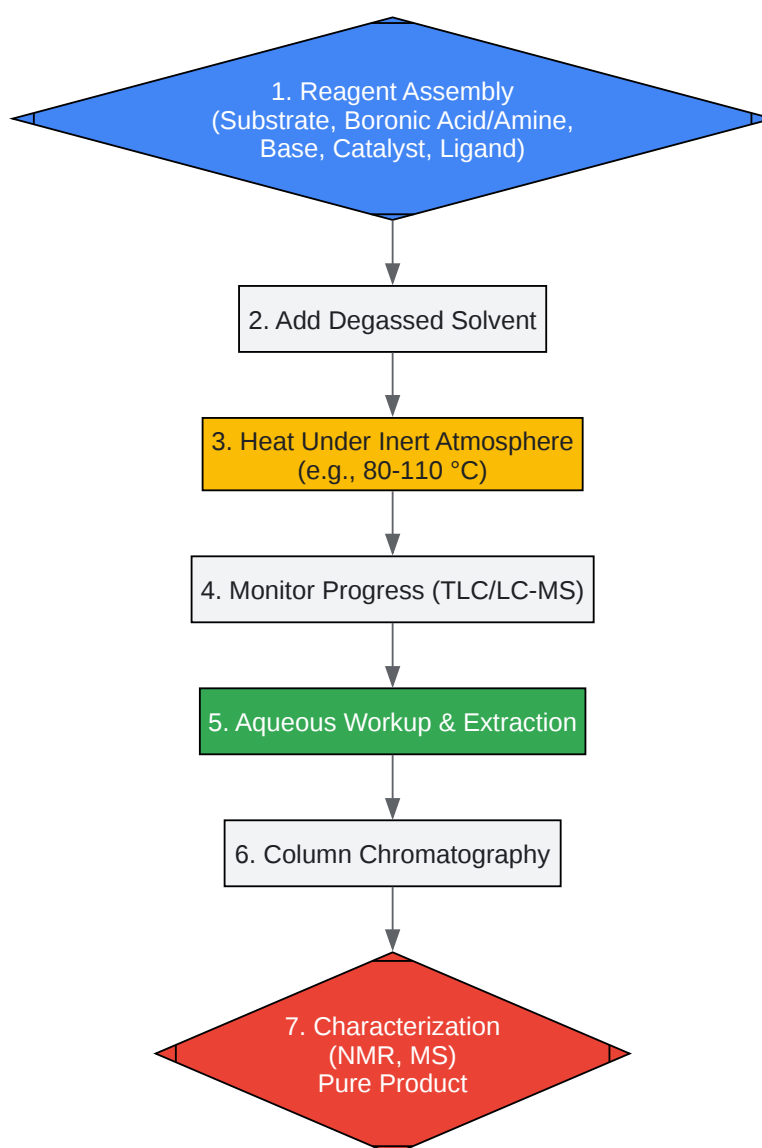 1. Reagent Assembly
(Substrate, Boronic Acid/Amine,
Base, Catalyst, Ligand)
2. Add Degassed Solvent
3. Heat Under Inert Atmosphere
(e.g., 80-110 °C)
4. Monitor Progress (TLC/LC-MS)
5. Aqueous Workup & Extraction
6. Column Chromatography
7. Characterization
(NMR, MS)
Pure Product